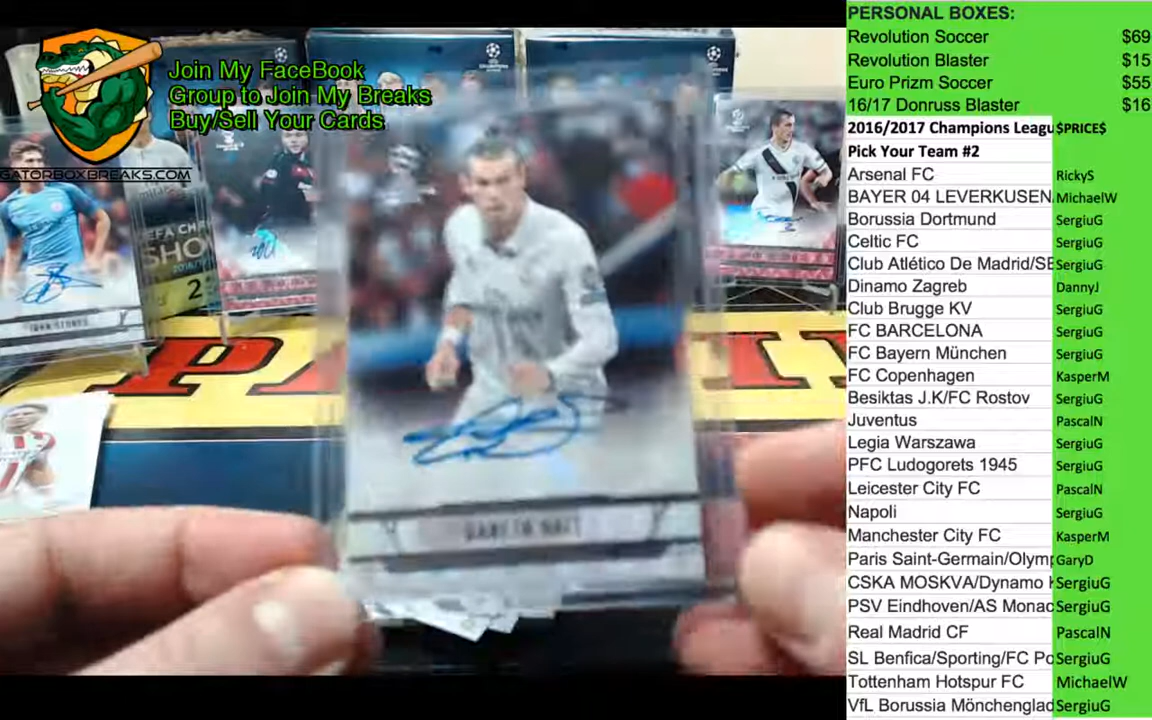 Join My FaceBook
Group to Join My Breaks
Buy/Sell Your Cards
GATORBOXBREAKS.COM
JOHN STONES
SHOW
2
GARETH BALE
PERSONAL BOXES:
Revolution Soccer $69
Revolution Blaster $15
Euro Prizm Soccer $55
16/17 Donruss Blaster $16
2016/2017 Champions Leagu $PRICE$
Pick Your Team #2
Arsenal FC RickyS
BAYER 04 LEVERKUSEN MichaelW
Borussia Dortmund SergiuG
Celtic FC SergiuG
Club Atlético De Madrid/SE SergiuG
Dinamo Zagreb DannyJ
Club Brugge KV SergiuG
FC BARCELONA SergiuG
FC Bayern München SergiuG
FC Copenhagen KasperM
Besiktas J.K/FC Rostov SergiuG
Juventus PascalN
Legia Warszawa SergiuG
PFC Ludogorets 1945 SergiuG
Leicester City FC PascalN
Napoli SergiuG
Manchester City FC KasperM
Paris Saint-Germain/Olymp GaryD
CSKA MOSKVA/Dynamo SergiuG
PSV Eindhoven/AS Monac SergiuG
Real Madrid CF PascalN
SL Benfica/Sporting/FC Po SergiuG
Tottenham Hotspur FC MichaelW
VfL Borussia Mönchenglad SergiuG